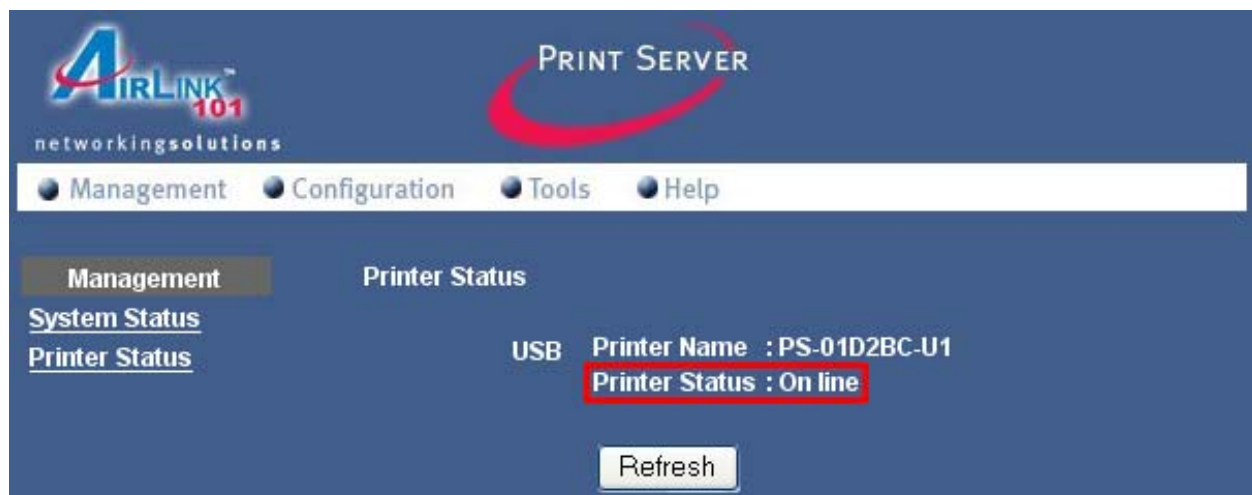 AIRLINK™
101
networkingsolutions
PRINT SERVER
Management Configuration Tools Help
Management
System Status
Printer Status
Printer Status
USB Printer Name : PS-01D2BC-U1
Printer Status : On line
Refresh